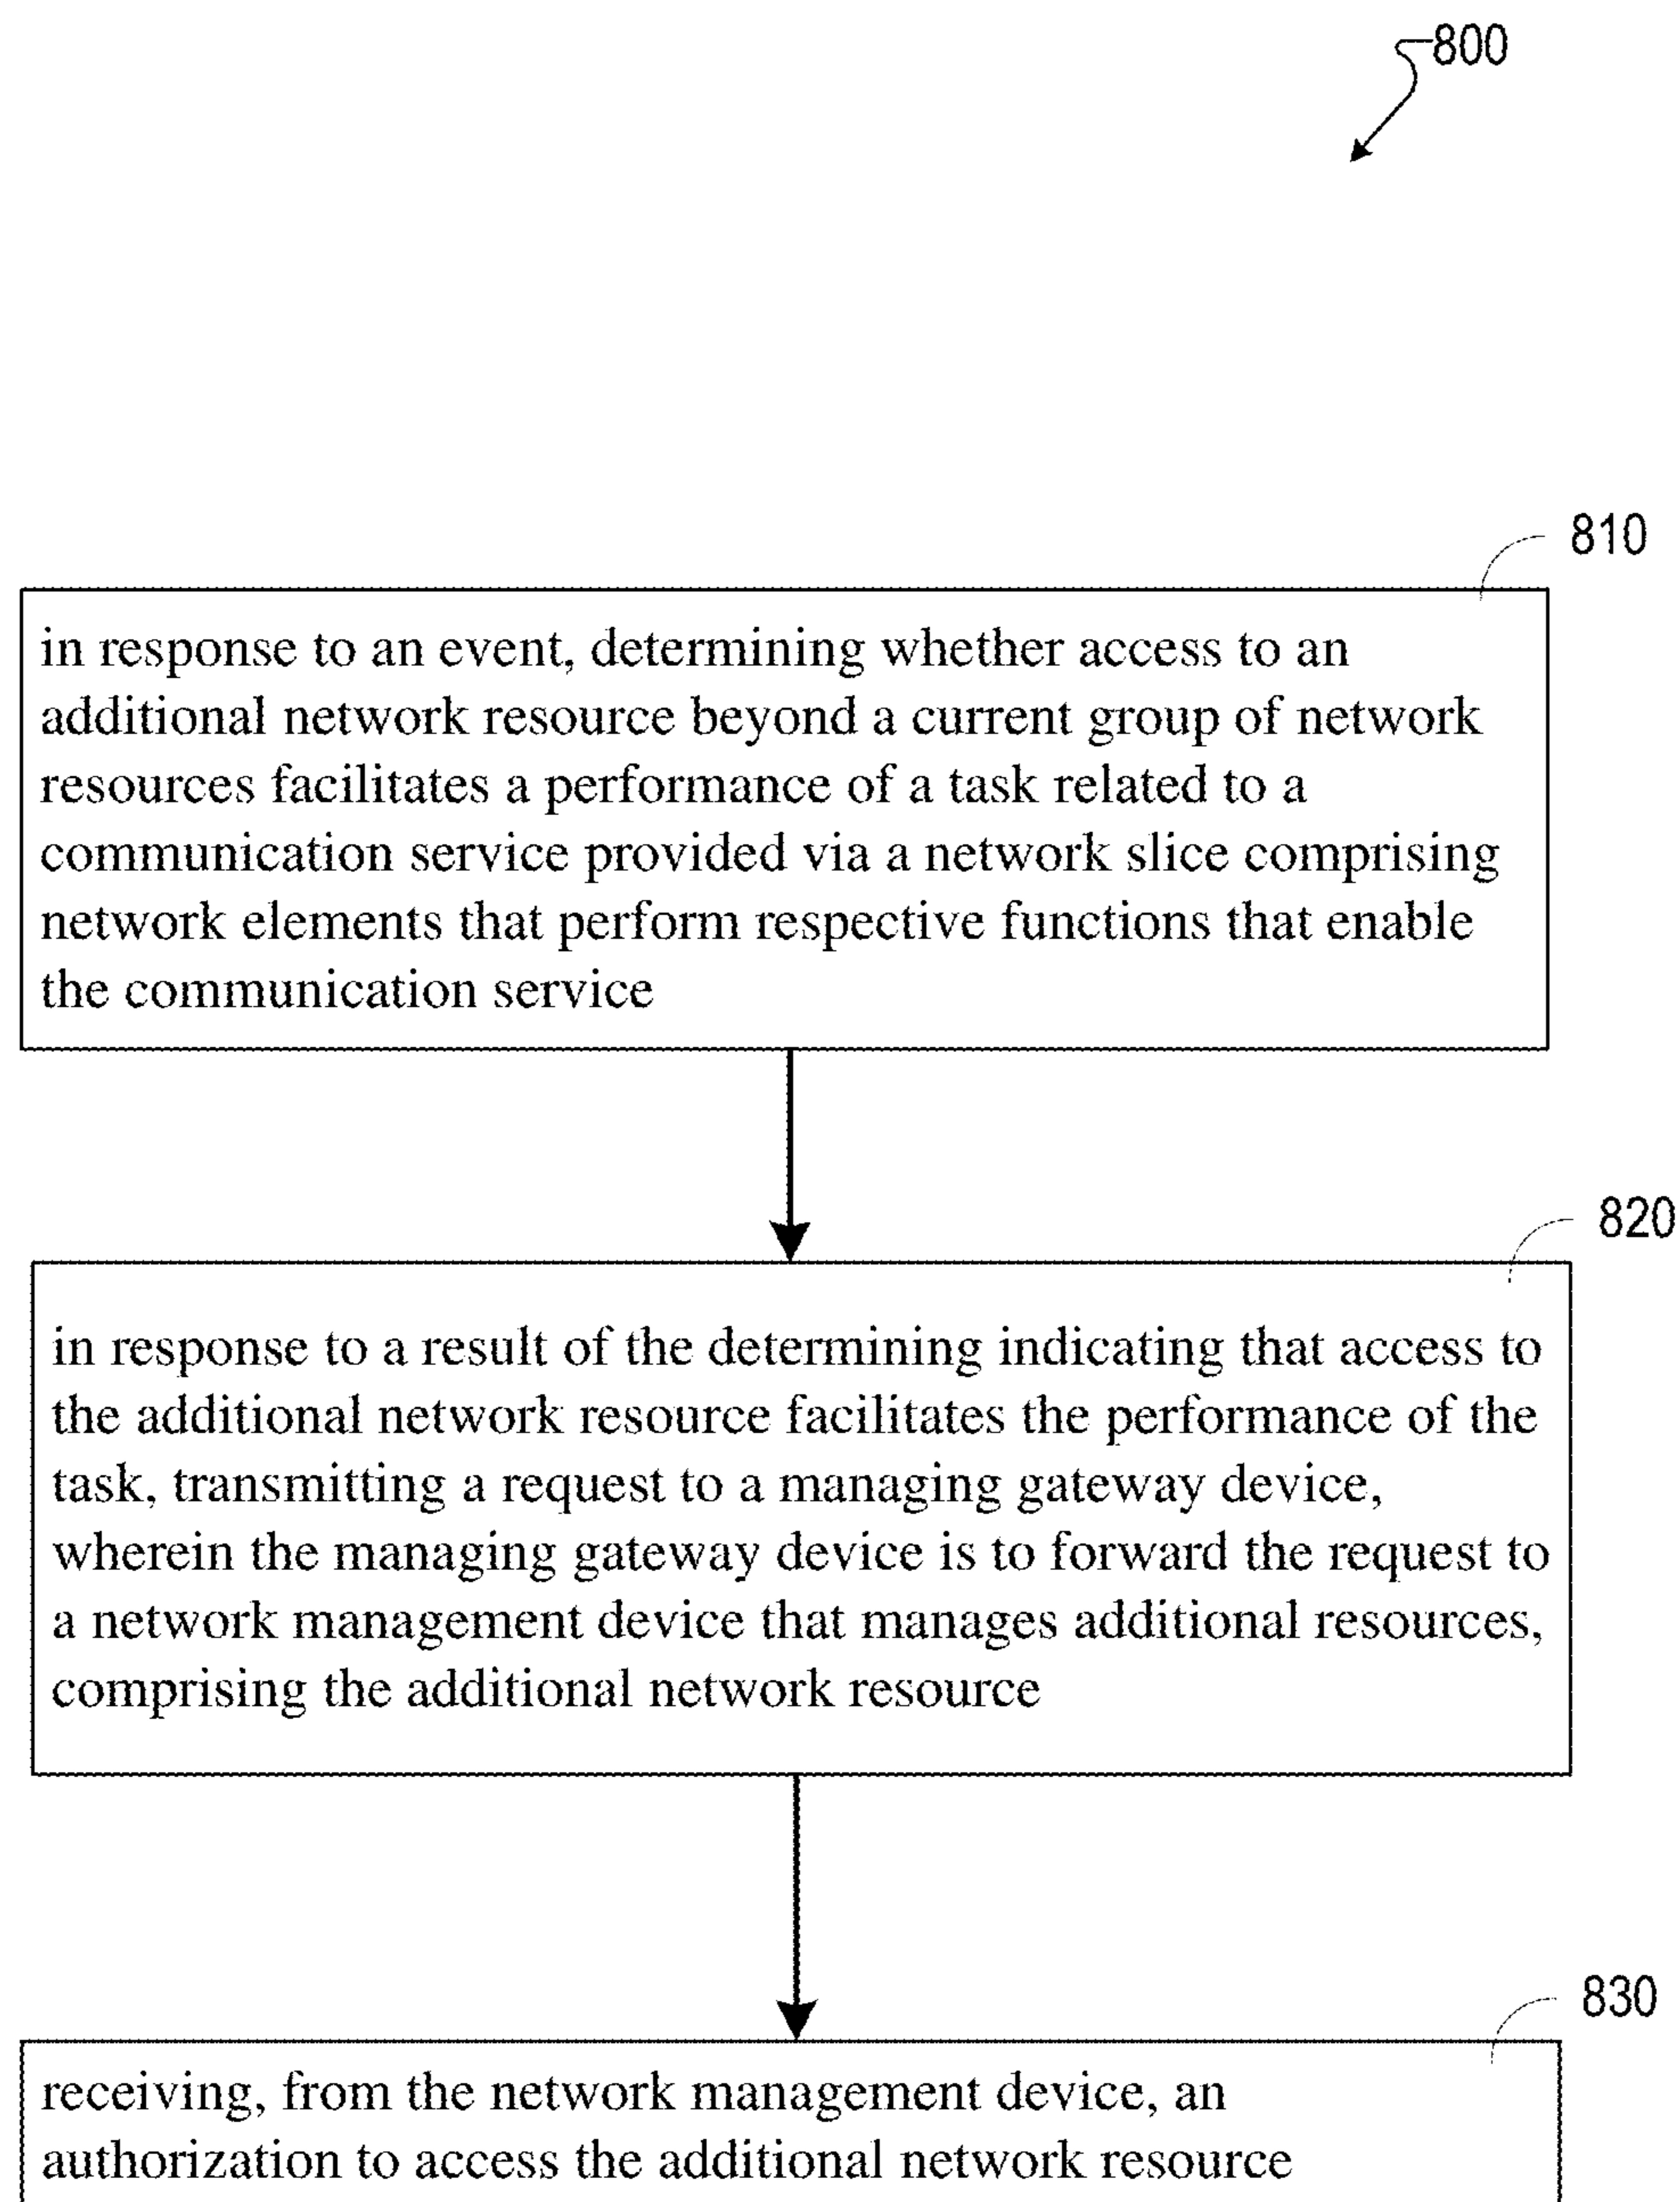 800
810
in response to an event, determining whether access to an
additional network resource beyond a current group of network
resources facilitates a performance of a task related to a
communication service provided via a network slice comprising
network elements that perform respective functions that enable
the communication service
820
in response to a result of the determining indicating that access to
the additional network resource facilitates the performance of the
task, transmitting a request to a managing gateway device,
wherein the managing gateway device is to forward the request to
a network management device that manages additional resources,
comprising the additional network resource
830
receiving, from the network management device, an
authorization to access the additional network resource